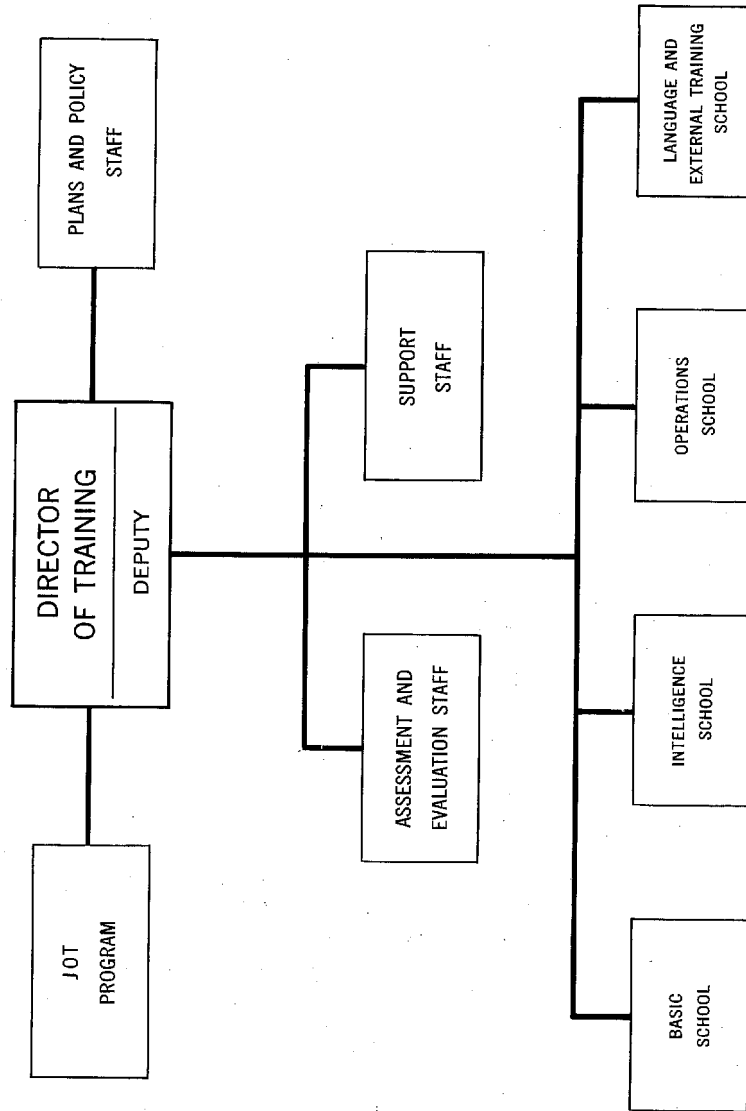 JOT
PROGRAM
DIRECTOR
OF TRAINING
DEPUTY
PLANS AND POLICY
STAFF
ASSESSMENT AND
EVALUATION STAFF
SUPPORT
STAFF
BASIC
SCHOOL
INTELLIGENCE
SCHOOL
OPERATIONS
SCHOOL
LANGUAGE AND
EXTERNAL TRAINING
SCHOOL